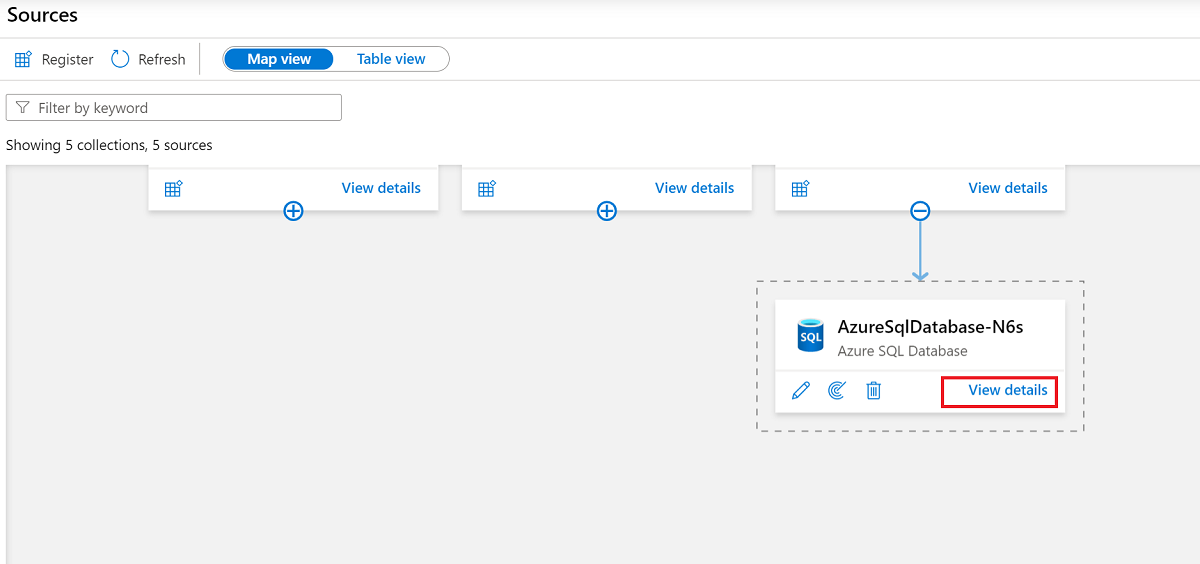 Sources
Register Refresh Map view Table view
Filter by keyword
Showing 5 collections, 5 sources
View details View details View details
SQL AzureSqlDatabase-N6s
Azure SQL Database
View details